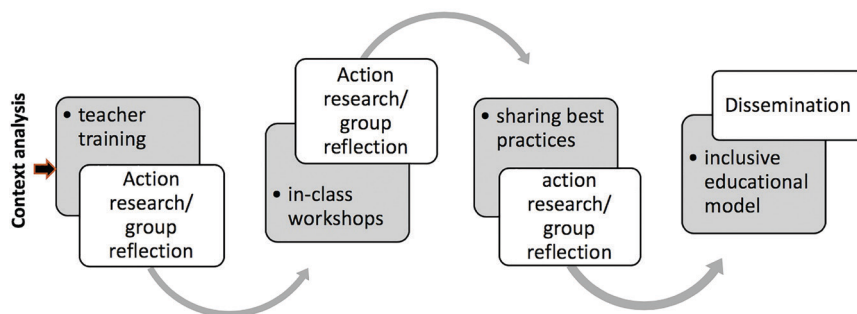 Context analysis
• teacher
training
Action
research/
group
reflection
Action
research/
group
reflection
• in-class
workshops
• sharing best
practices
action
research/
group
reflection
Dissemination
• inclusive
educational
model